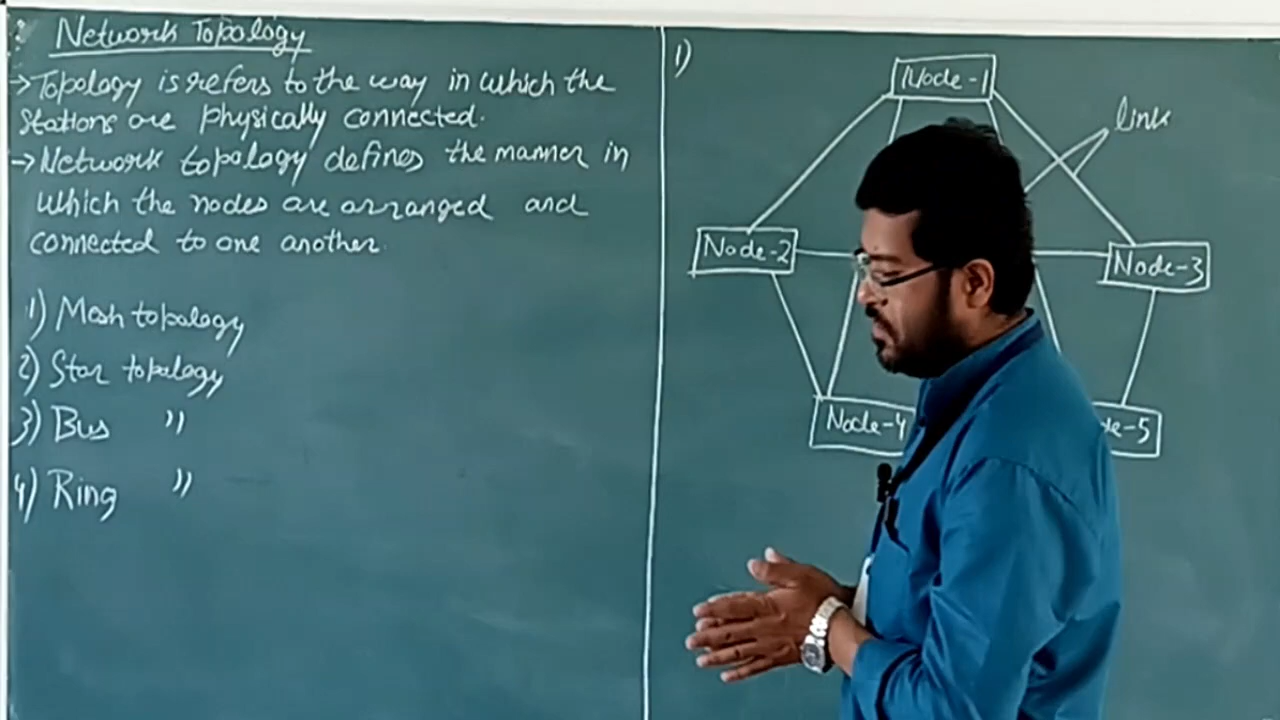 Network Topology
→Topology is refers to the way in which the
stations are physically connected.
→Network topology defines the manner in
which the nodes are arranged and
connected to one another.
1) Mesh topology
2) Star topology
3) Bus "
4) Ring "
1)
Node-1
link
Node-2
Node-3
Node-4
de-5